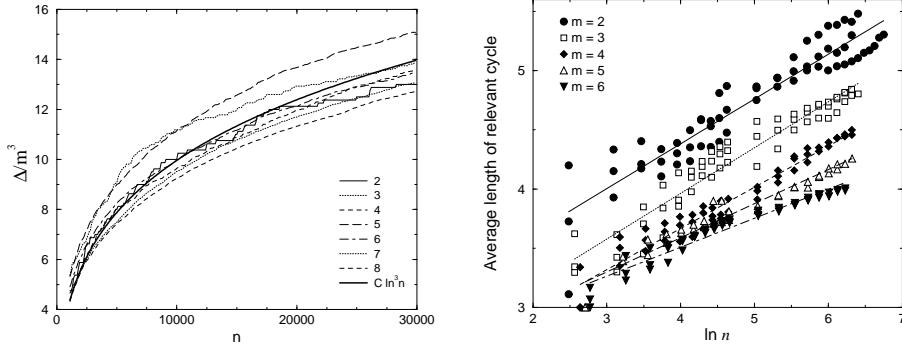 16
14
12
10
8
6
4
Δ/m³
0
10000
20000
30000
n
2
3
4
5
6
7
8
C ln³n
5
4
3
Average length of relevant cycle
2
3
4
5
6
7
ln n
m = 2
m = 3
m = 4
m = 5
m = 6